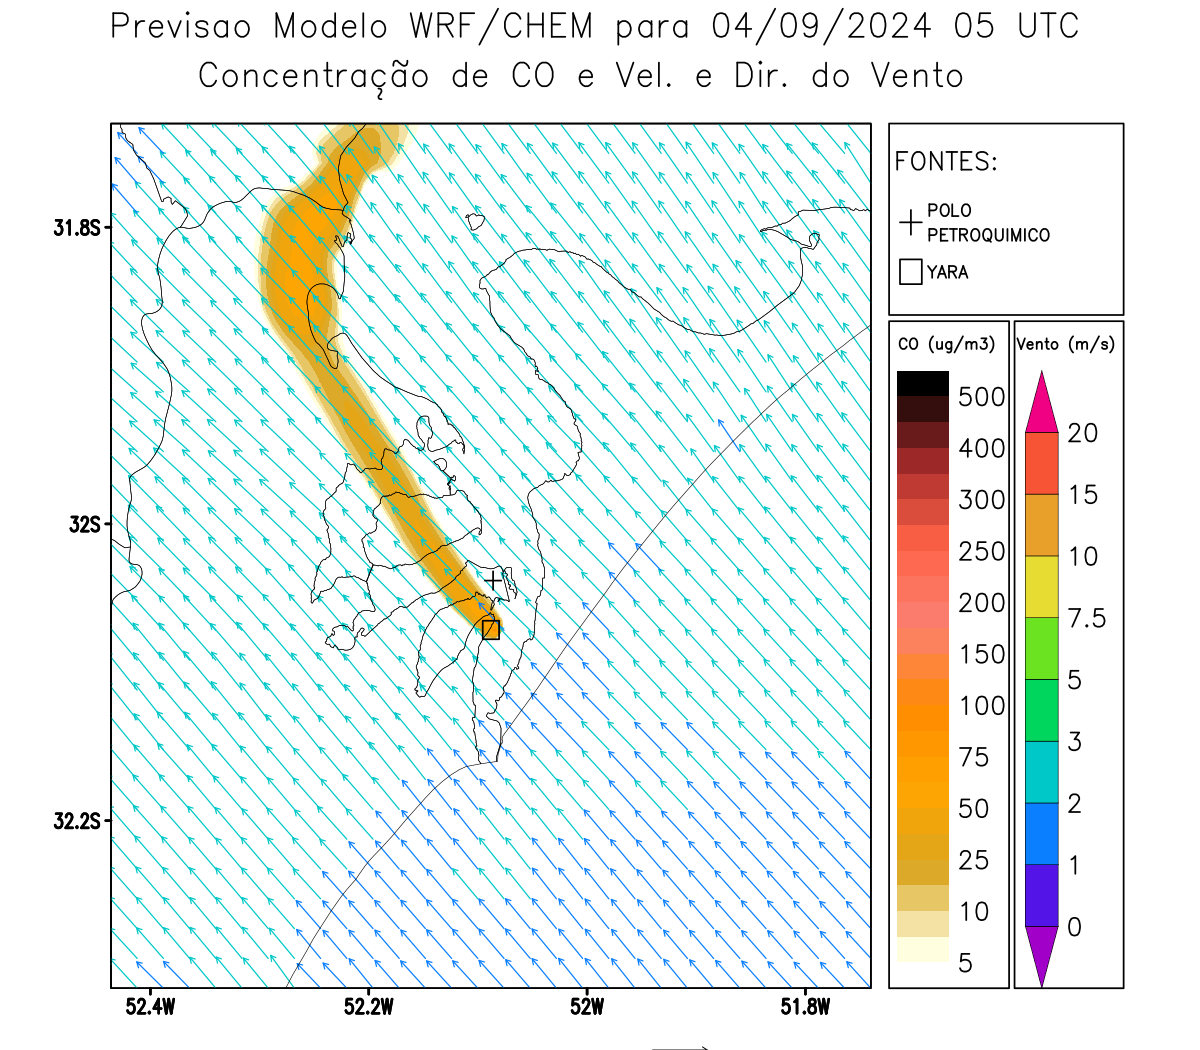 Previsao Modelo WRF/CHEM para 04/09/2024 05 UTC
Concentração de CO e Vel. e Dir. do Vento
FONTES:
POLO
PETROQUIMICO
YARA
CO (ug/m3)
500
400
300
250
200
150
100
75
50
25
10
5
Vento (m/s)
20
15
10
7.5
5
3
2
1
0
31.8S
32S
32.2S
52.4W
52.2W
52W
51.8W